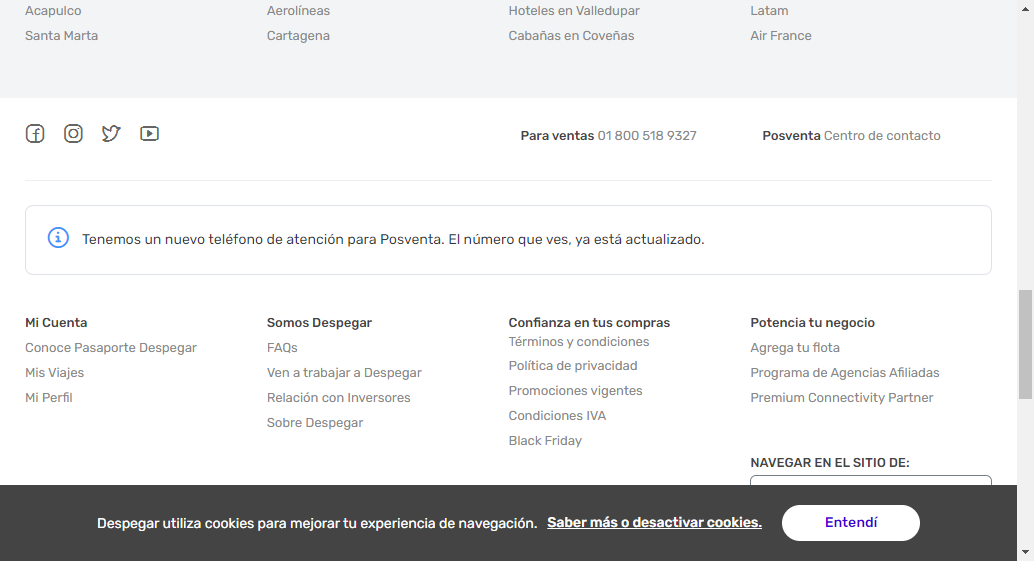 Acapulco Aerolíneas Hoteles en Valledupar Latam
Santa Marta Cartagena Cabañas en Coveñas Air France
Para ventas 01 800 518 9327 Posventa Centro de contacto
Tenemos un nuevo teléfono de atención para Posventa. El número que ves, ya está actualizado.
Mi Cuenta
Conoce Pasaporte Despegar
Mis Viajes
Mi Perfil
Somos Despegar
FAQs
Ven a trabajar a Despegar
Relación con Inversores
Sobre Despegar
Confianza en tus compras
Términos y condiciones
Política de privacidad
Promociones vigentes
Condiciones IVA
Black Friday
Potencia tu negocio
Agrega tu flota
Programa de Agencias Afiliadas
Premium Connectivity Partner
NAVEGAR EN EL SITIO DE:
Despegar utiliza cookies para mejorar tu experiencia de navegación. Saber más o desactivar cookies. Entendí